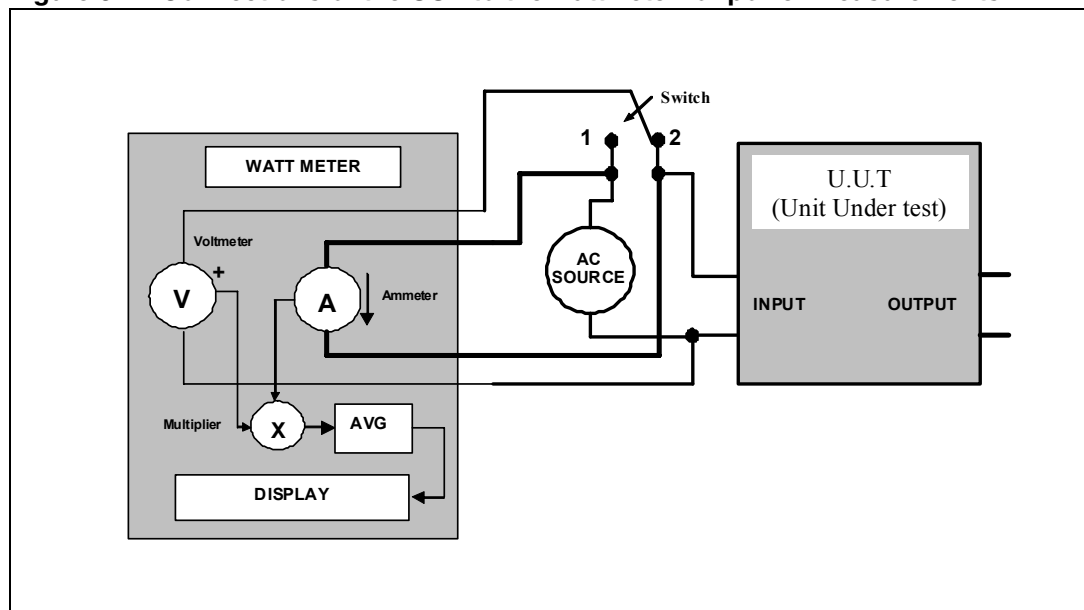 Switch
1
2
WATT METER
U.U.T
(Unit Under test)
Voltmeter
+
V
A
Ammeter
AC
SOURCE
INPUT
OUTPUT
Multiplier
X
AVG
DISPLAY